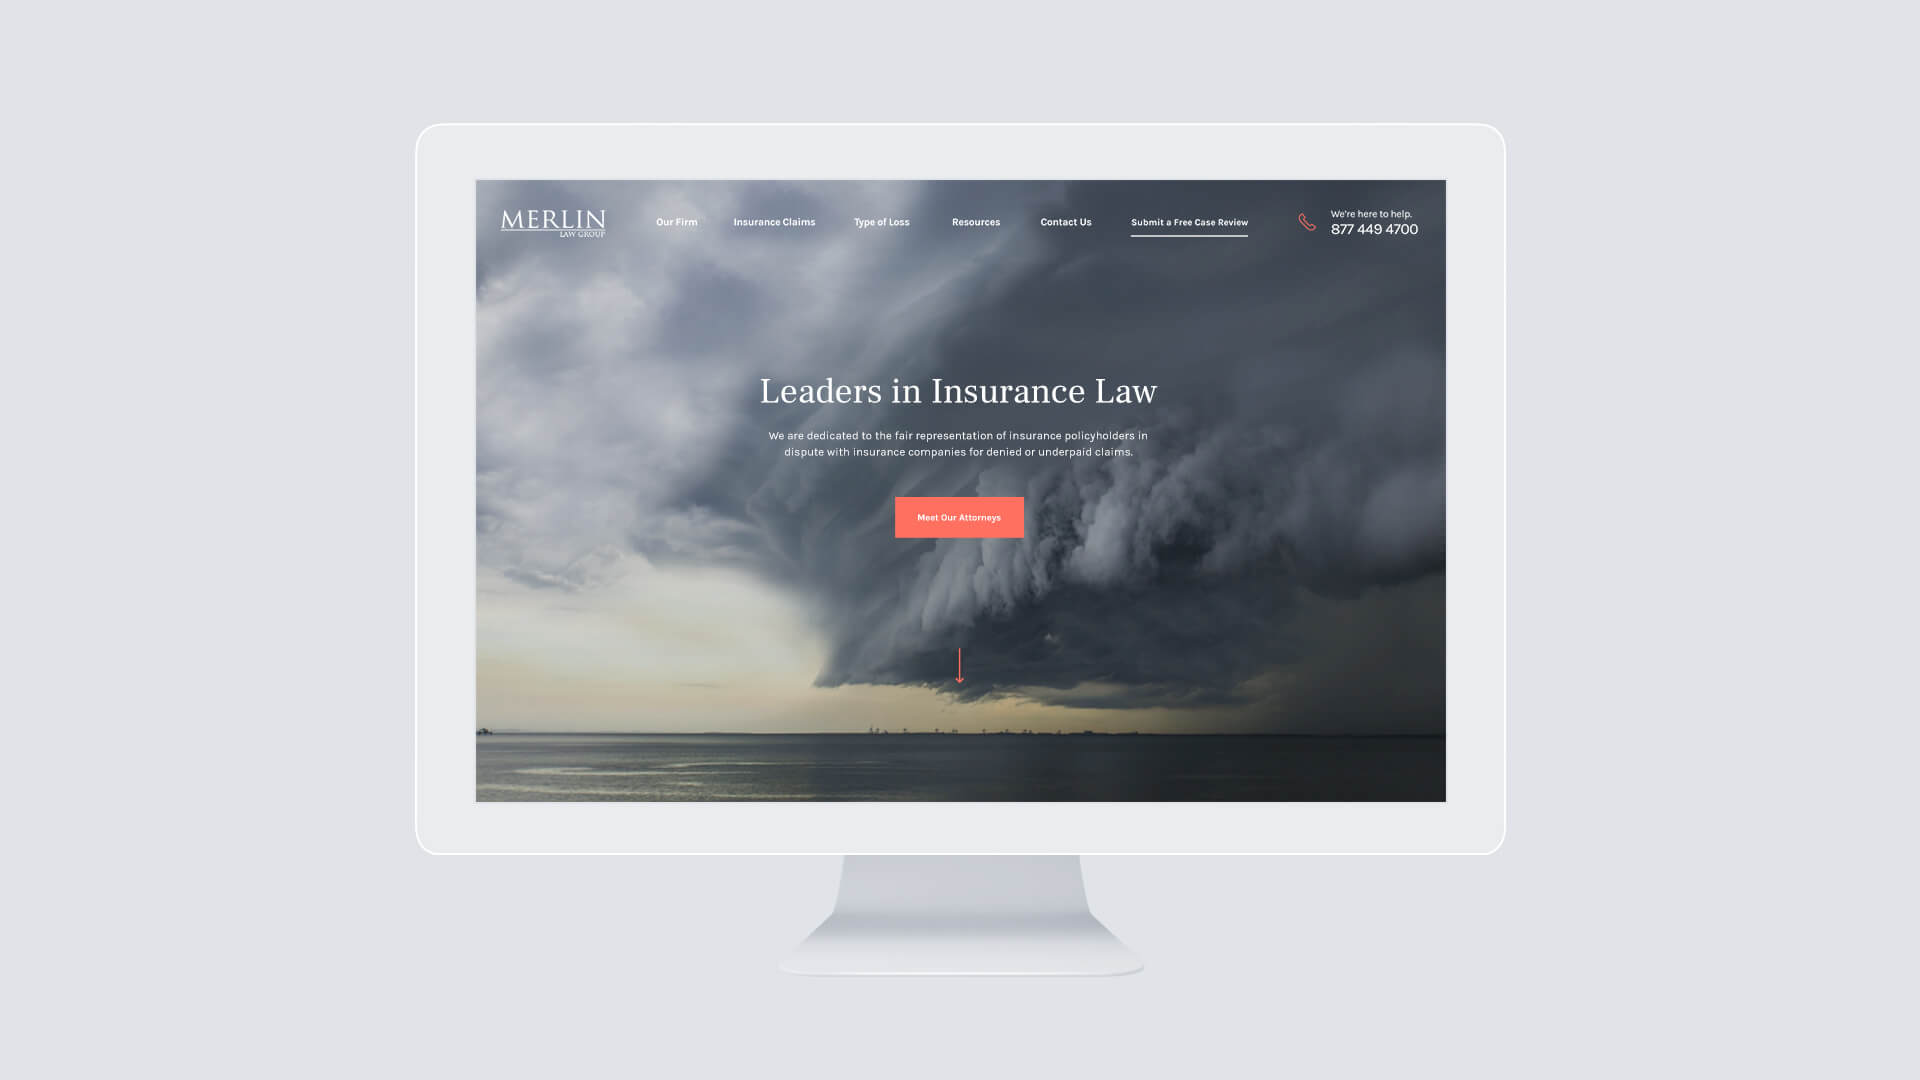 MERLIN
LAW GROUP
Our Firm
Insurance Claims
Type of Loss
Resources
Contact Us
Submit a Free Case Review
We're here to help.
877 449 4700
Leaders in Insurance Law
We are dedicated to the fair representation of insurance policyholders in
dispute with insurance companies for denied or underpaid claims.
Meet Our Attorneys